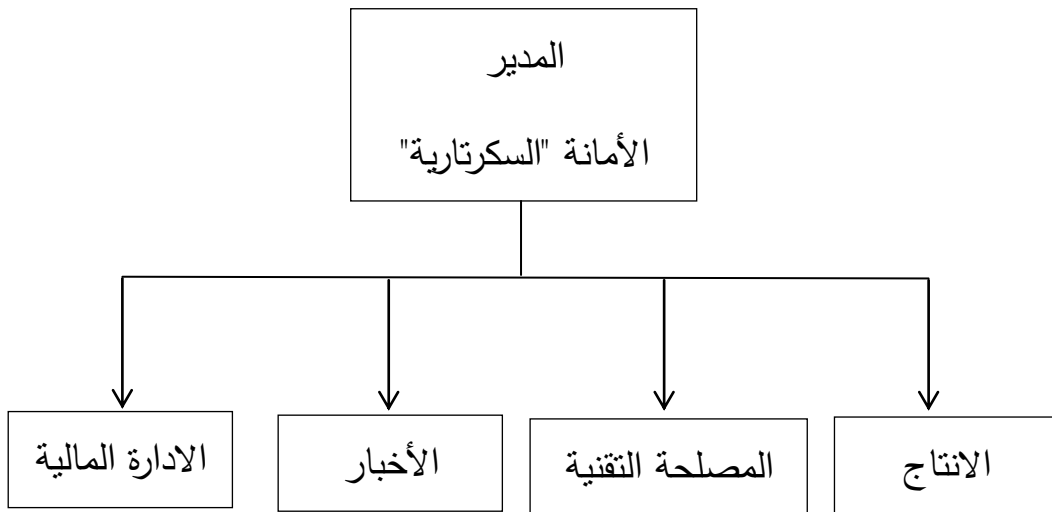 المدير
الأمانة "السكرتارية"
الانتاج
المصلحة التقنية
الأخبار
الادارة المالية